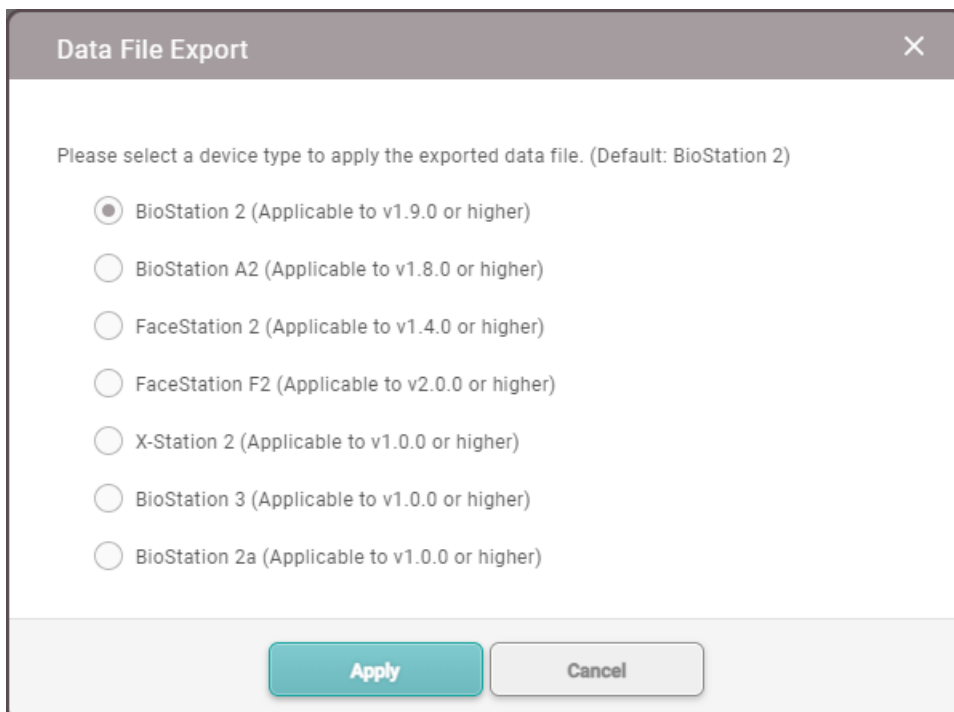 Data File Export
Please select a device type to apply the exported data file. (Default: BioStation 2)
BioStation 2 (Applicable to v1.9.0 or higher)
BioStation A2 (Applicable to v1.8.0 or higher)
FaceStation 2 (Applicable to v1.4.0 or higher)
FaceStation F2 (Applicable to v2.0.0 or higher)
X-Station 2 (Applicable to v1.0.0 or higher)
BioStation 3 (Applicable to v1.0.0 or higher)
BioStation 2a (Applicable to v1.0.0 or higher)
Apply Cancel